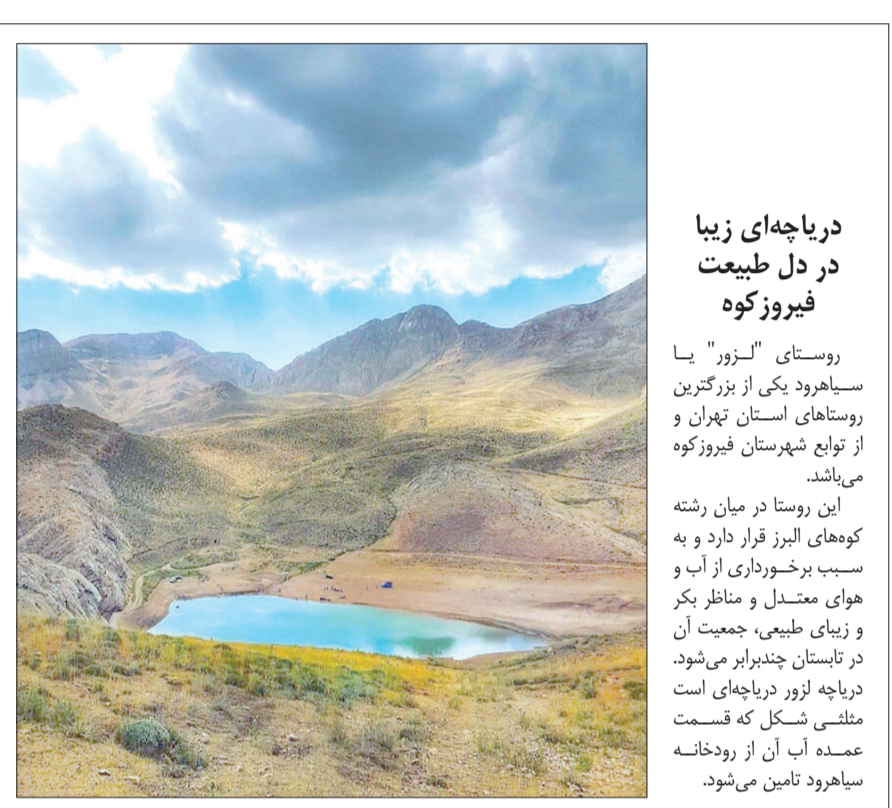 دریاچه‌ای زیبا
در دل طبیعت
فیروزکوه
روستای "لزور" یا
سیاهرود یکی از بزرگترین
روستاهای استان تهران و
از توابع شهرستان فیروزکوه
می‌باشد.
این روستا در میان رشته
کوه‌های البرز قرار دارد و به
سبب برخورداری از آب و
هوای معتدل و مناظر بکر
و زیبای طبیعی، جمعیت آن
در تابستان چندبرابر می‌شود.
دریاچه لزور دریاچه‌ای است
مثلثی شکل که قسمت
عمده آب آن از رودخانه
سیاهرود تامین می‌شود.